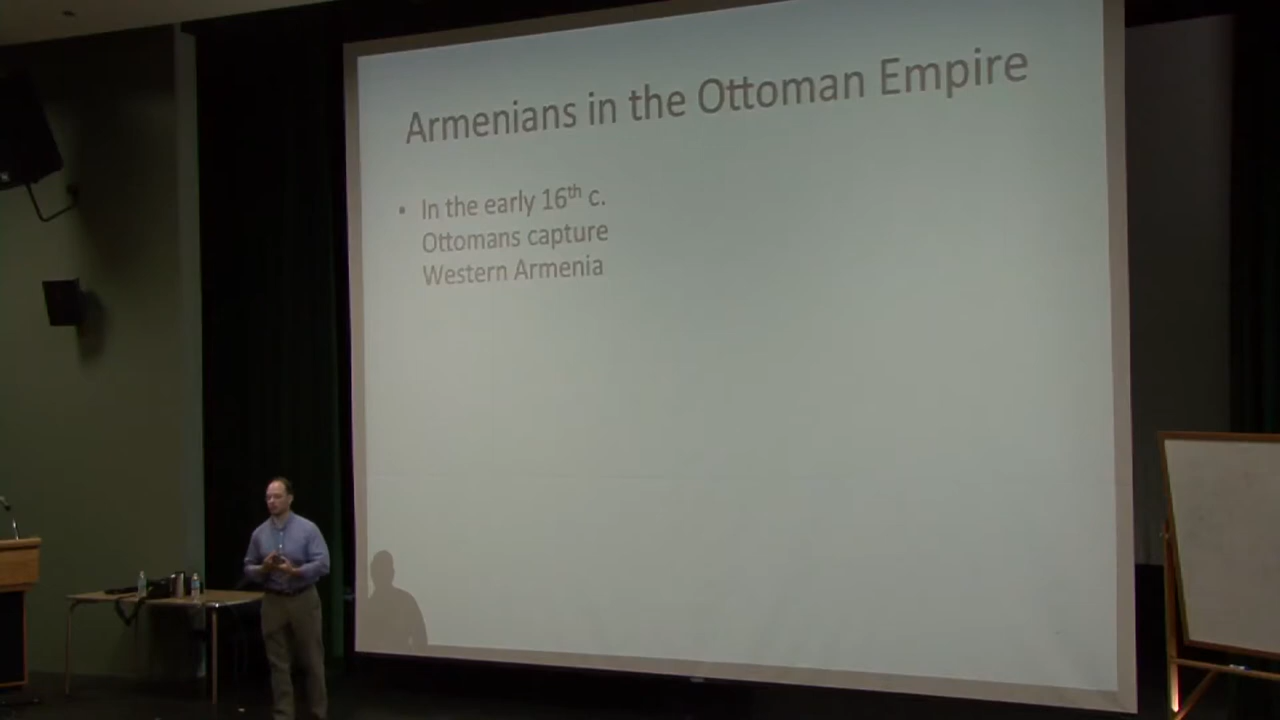 Armenians in the Ottoman Empire
• In the early 16th c.
Ottomans capture
Western Armenia